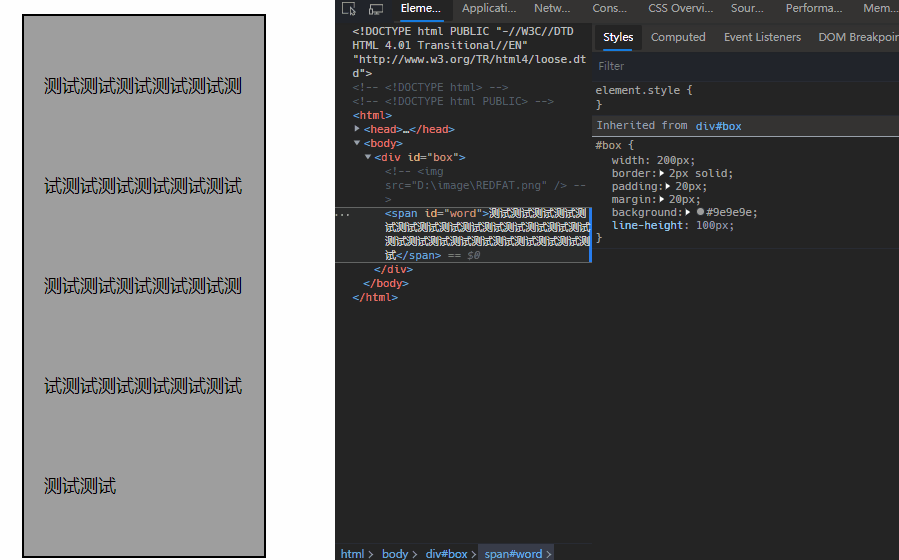 测试测试测试测试测试测
试测试测试测试测试测试
测试测试测试测试测试测
试测试测试测试测试测试
测试测试
Eleme...
Applicati...
Netw...
Cons...
CSS Overvi...
Sour...
Performa...
Mem...
<!DOCTYPE html PUBLIC "-//W3C//DTD
HTML 4.01 Transitional//EN"
"http://www.w3.org/TR/html4/loose.dt
d">
<!-- <!DOCTYPE html> -->
<!-- <!DOCTYPE html PUBLIC> -->
<html>
<head>…</head>
<body>
<div id="box">
<!-- <img
src="D:\image\REDFAT.png" /> --
>
... <span id="word">测试测试测试测试测
试测试测试测试测试测试测试测试测试测
测试测试测试测试测试测试测试测试测试测
试</span> == $0
</div>
</body>
</html>
html
body
div#box
span#word
Styles
Computed
Event Listeners
DOM Breakpoin
Filter
element.style {
}
Inherited from div#box
#box {
width: 200px;
border: 2px solid;
padding: 20px;
margin: 20px;
background: #9e9e9e;
line-height: 100px;
}